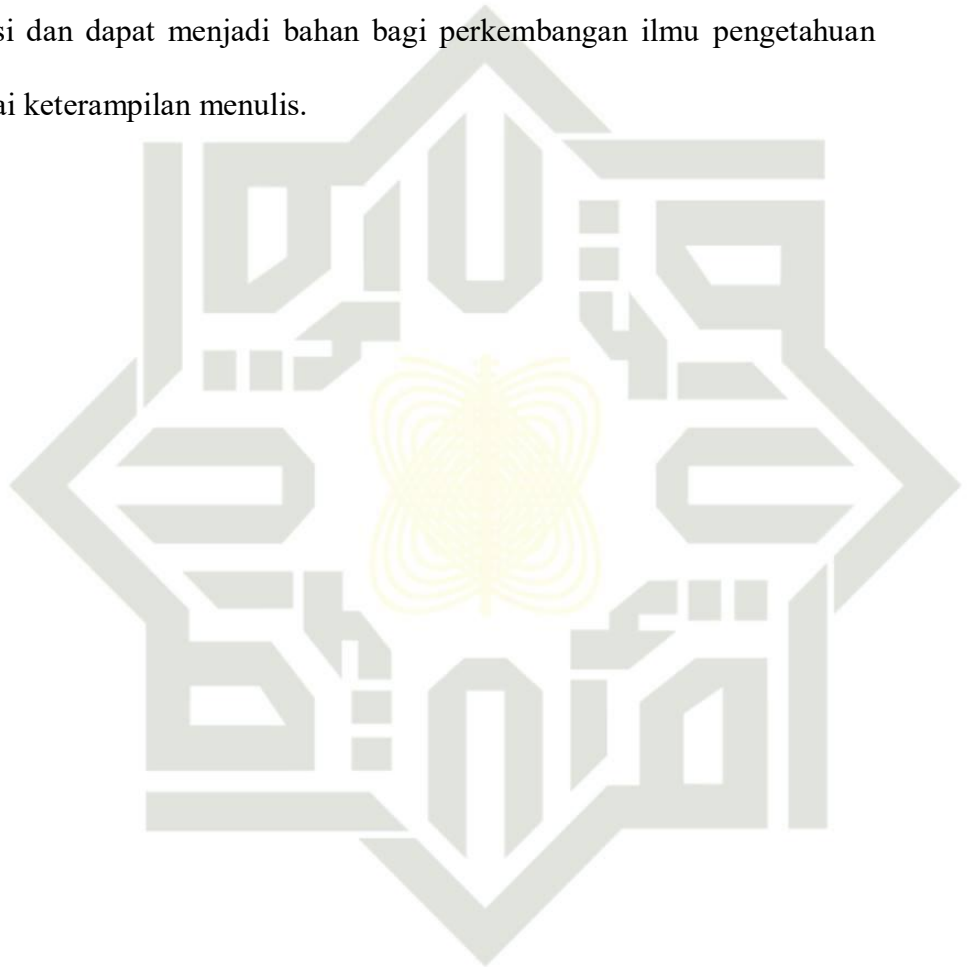 si dan dapat menjadi bahan bagi perkembangan ilmu pengetahuan
ai keterampilan menulis.